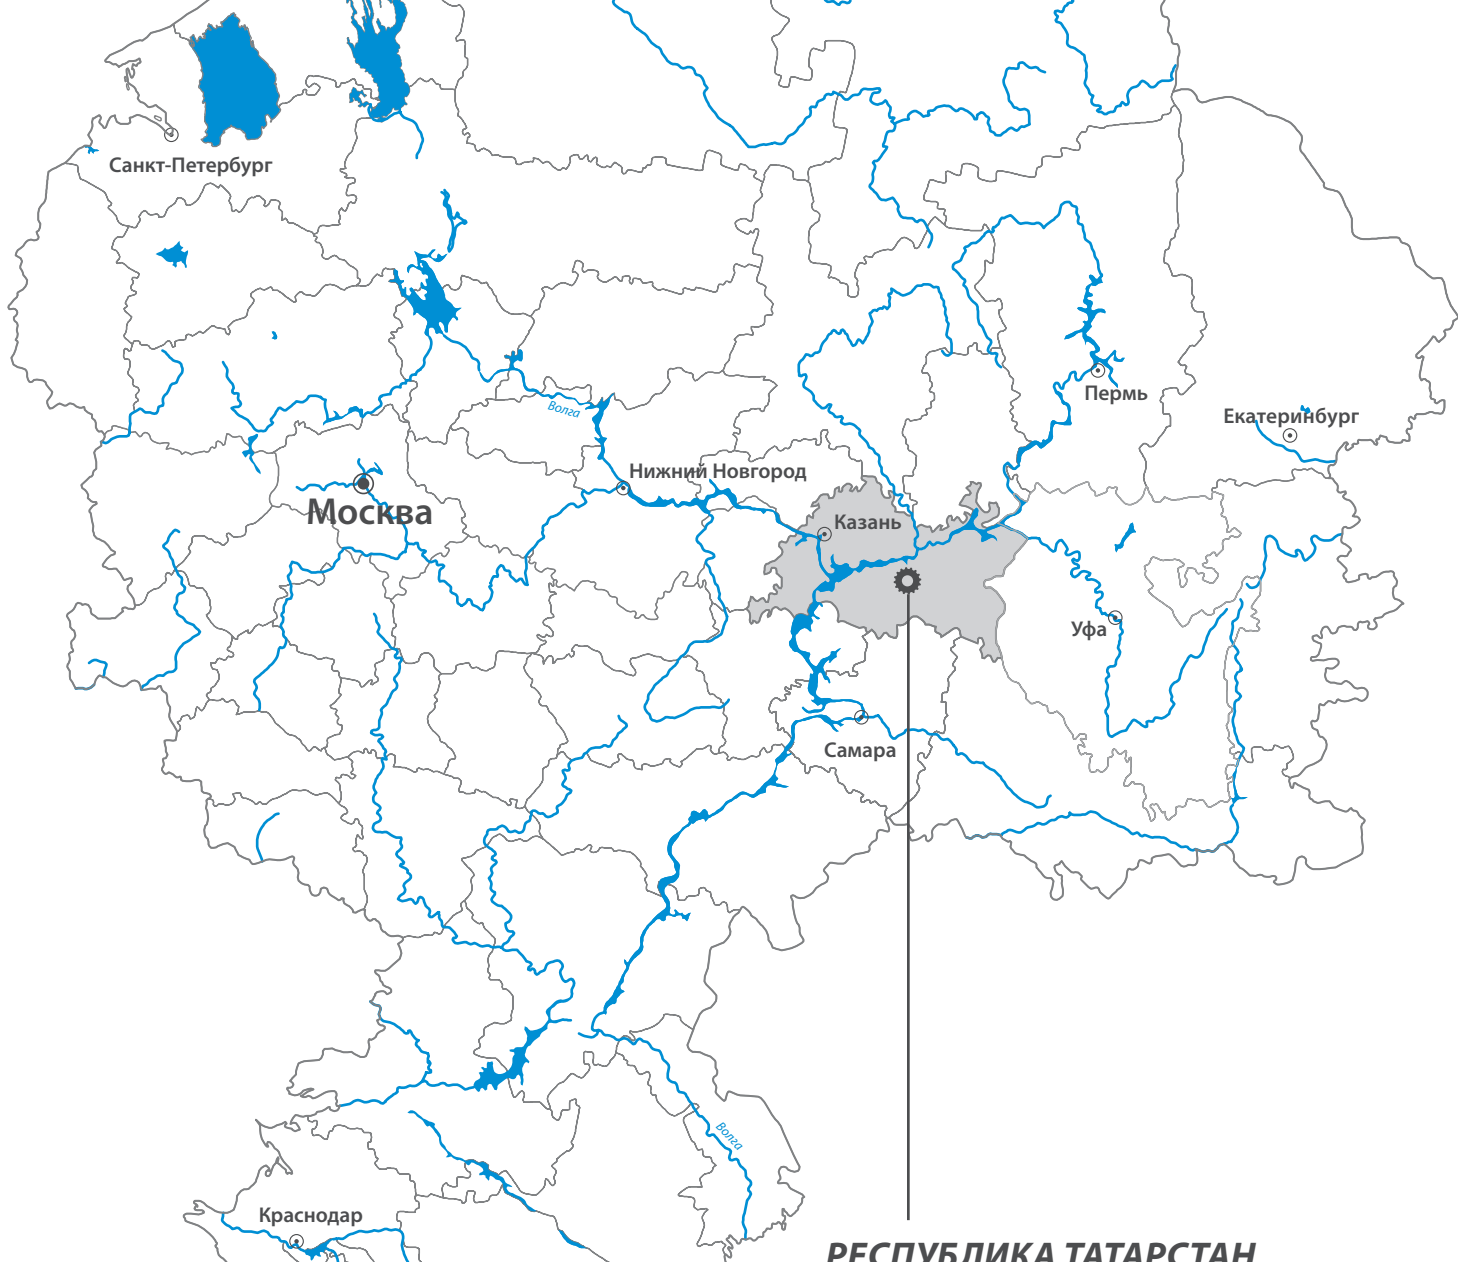 Санкт-Петербург
Пермь
Волга
Екатеринбург
Нижний Новгород
Москва
Казань
Уфа
Самара
Волга
Краснодар
РЕСПУБЛИКА ТАТАРСТАН